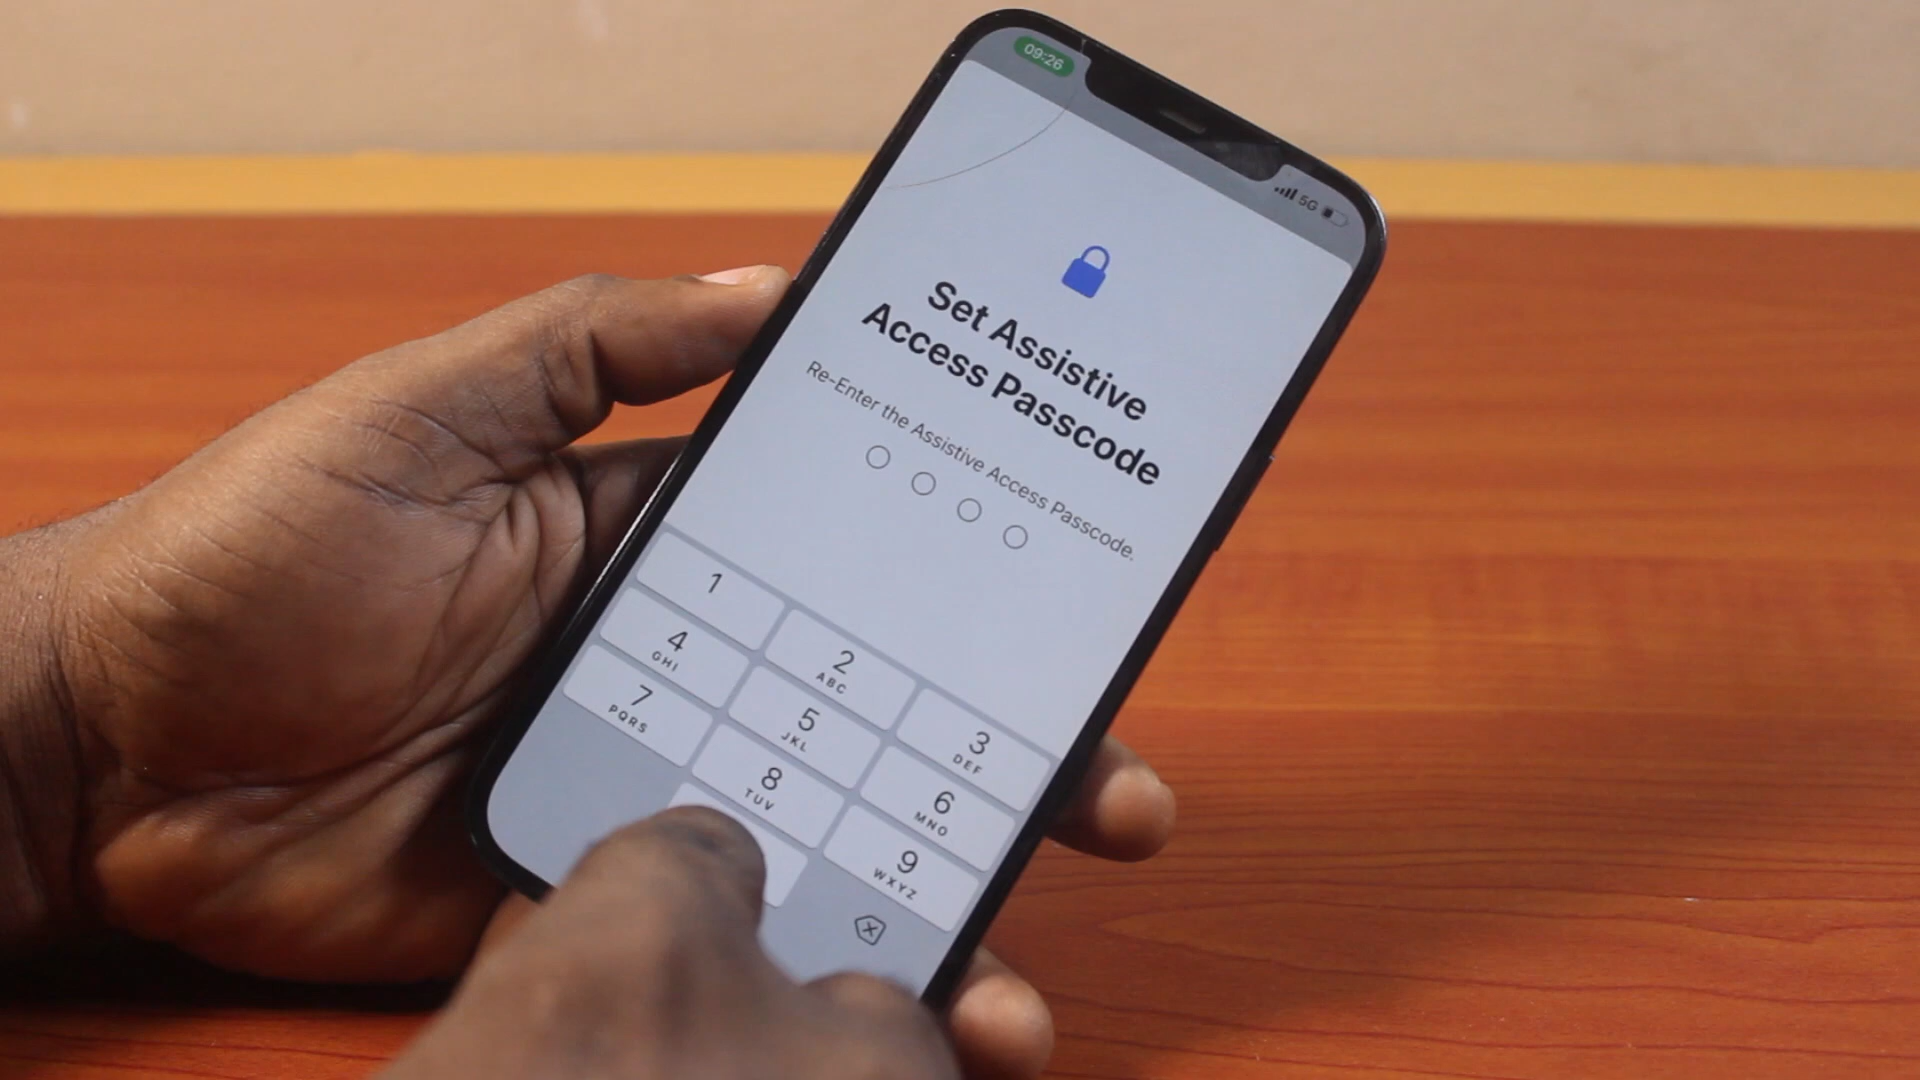 09:26
5G
Set Assistive
Access Passcode
Re-Enter the Assistive Access Passcode.
1
2
ABC
3
DEF
4
GHI
5
JKL
6
MNO
7
PQRS
8
TUV
9
WXYZ